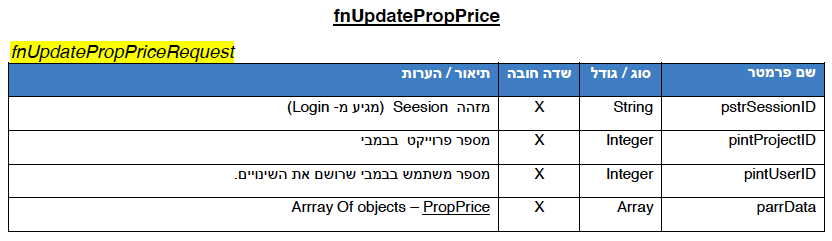 fnUpdatePropPrice
fnUpdatePropPriceRequest
שם פרמטר סוג / גודל שדה חובה תיאור / הערות
pstrSessionID String X מזהה Seesion (מגיע מ- Login)
pintProjectID Integer X מספר פרוייקט בבמבי
pintUserID Integer X מספר משתמש בבמבי שרושם את השינויים.
parrData Array X Arrray Of objects – PropPrice